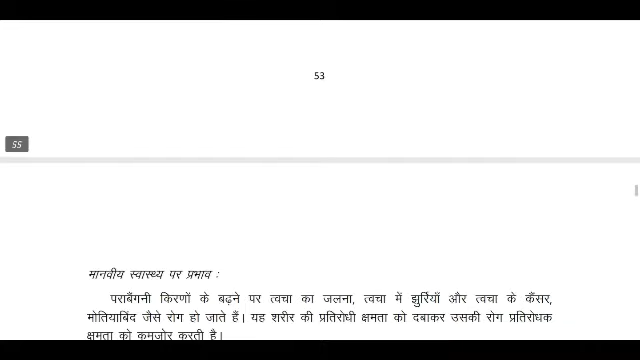 53
55
मानवीय स्वास्थ्य पर प्रभाव :
पराबैंगनी किरणों के बढ़ने पर त्वचा का जलना, त्वचा में झुर्रियाँ और त्वचा के कैंसर,
मोतियाबिंद जैसे रोग हो जाते हैं। यह शरीर की प्रतिरोधी क्षमता को दबाकर उसकी रोग प्रतिरोधक
क्षमता को कमजोर करती है।